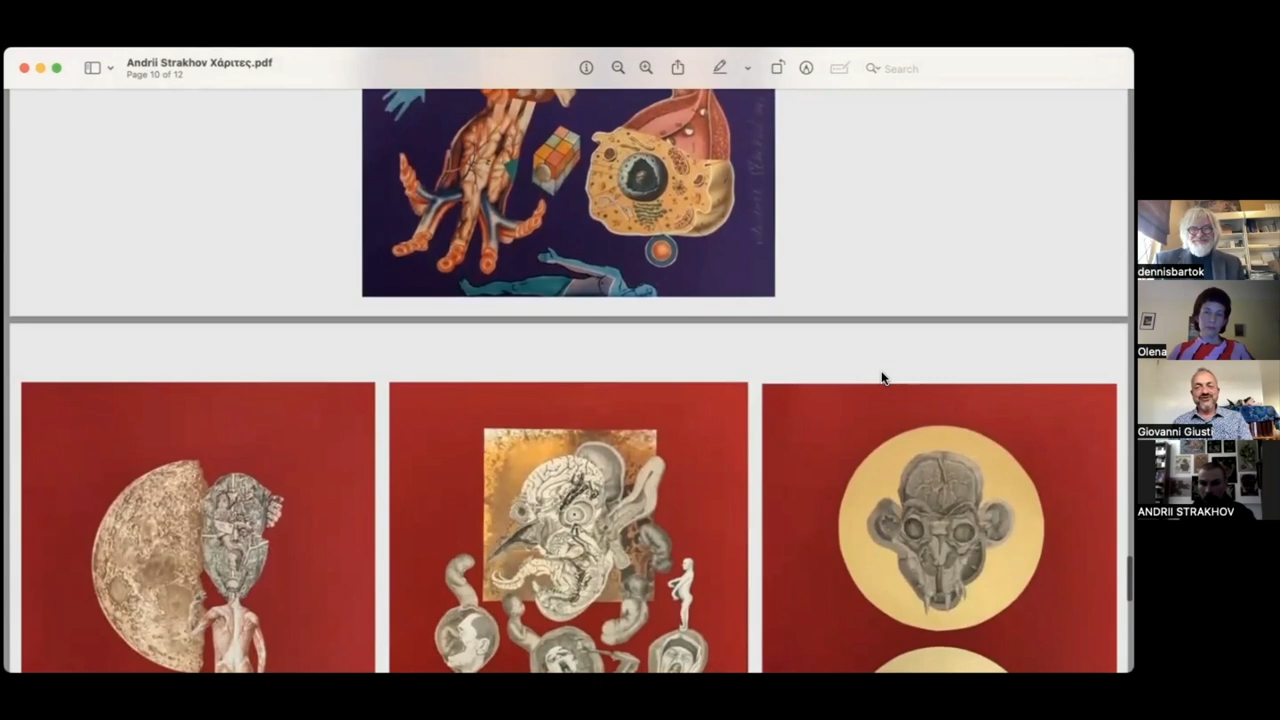 Andrii Strakhov Χάριτες.pdf
Page 10 of 12
Search
dennisbartok
Olena
Giovanni Giusti
ANDRII STRAKHOV